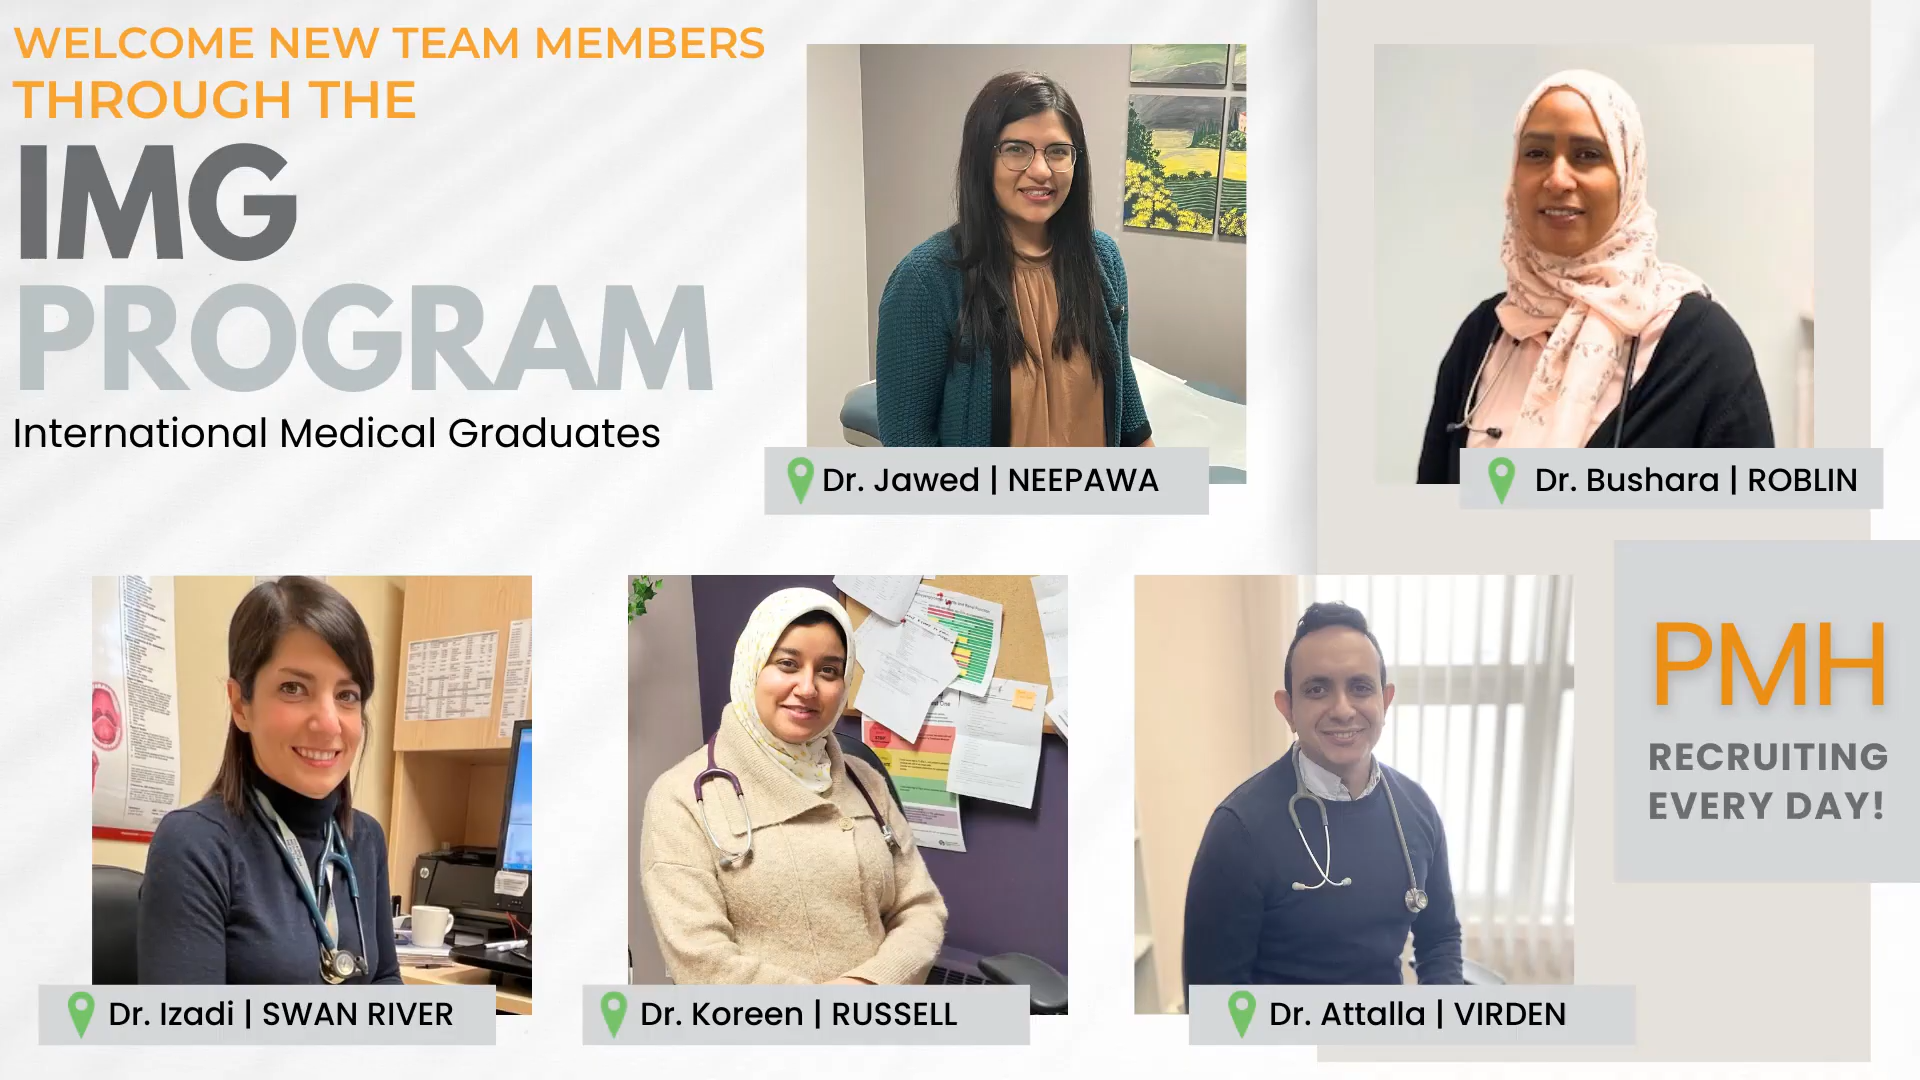 WELCOME NEW TEAM MEMBERS
THROUGH THE
IMG
PROGRAM
International Medical Graduates
Dr. Jawed | NEEPAWA
Dr. Bushara | ROBLIN
PMH
RECRUITING
EVERY DAY!
Dr. Izadi | SWAN RIVER
Dr. Koreen | RUSSELL
Dr. Attalla | VIRDEN